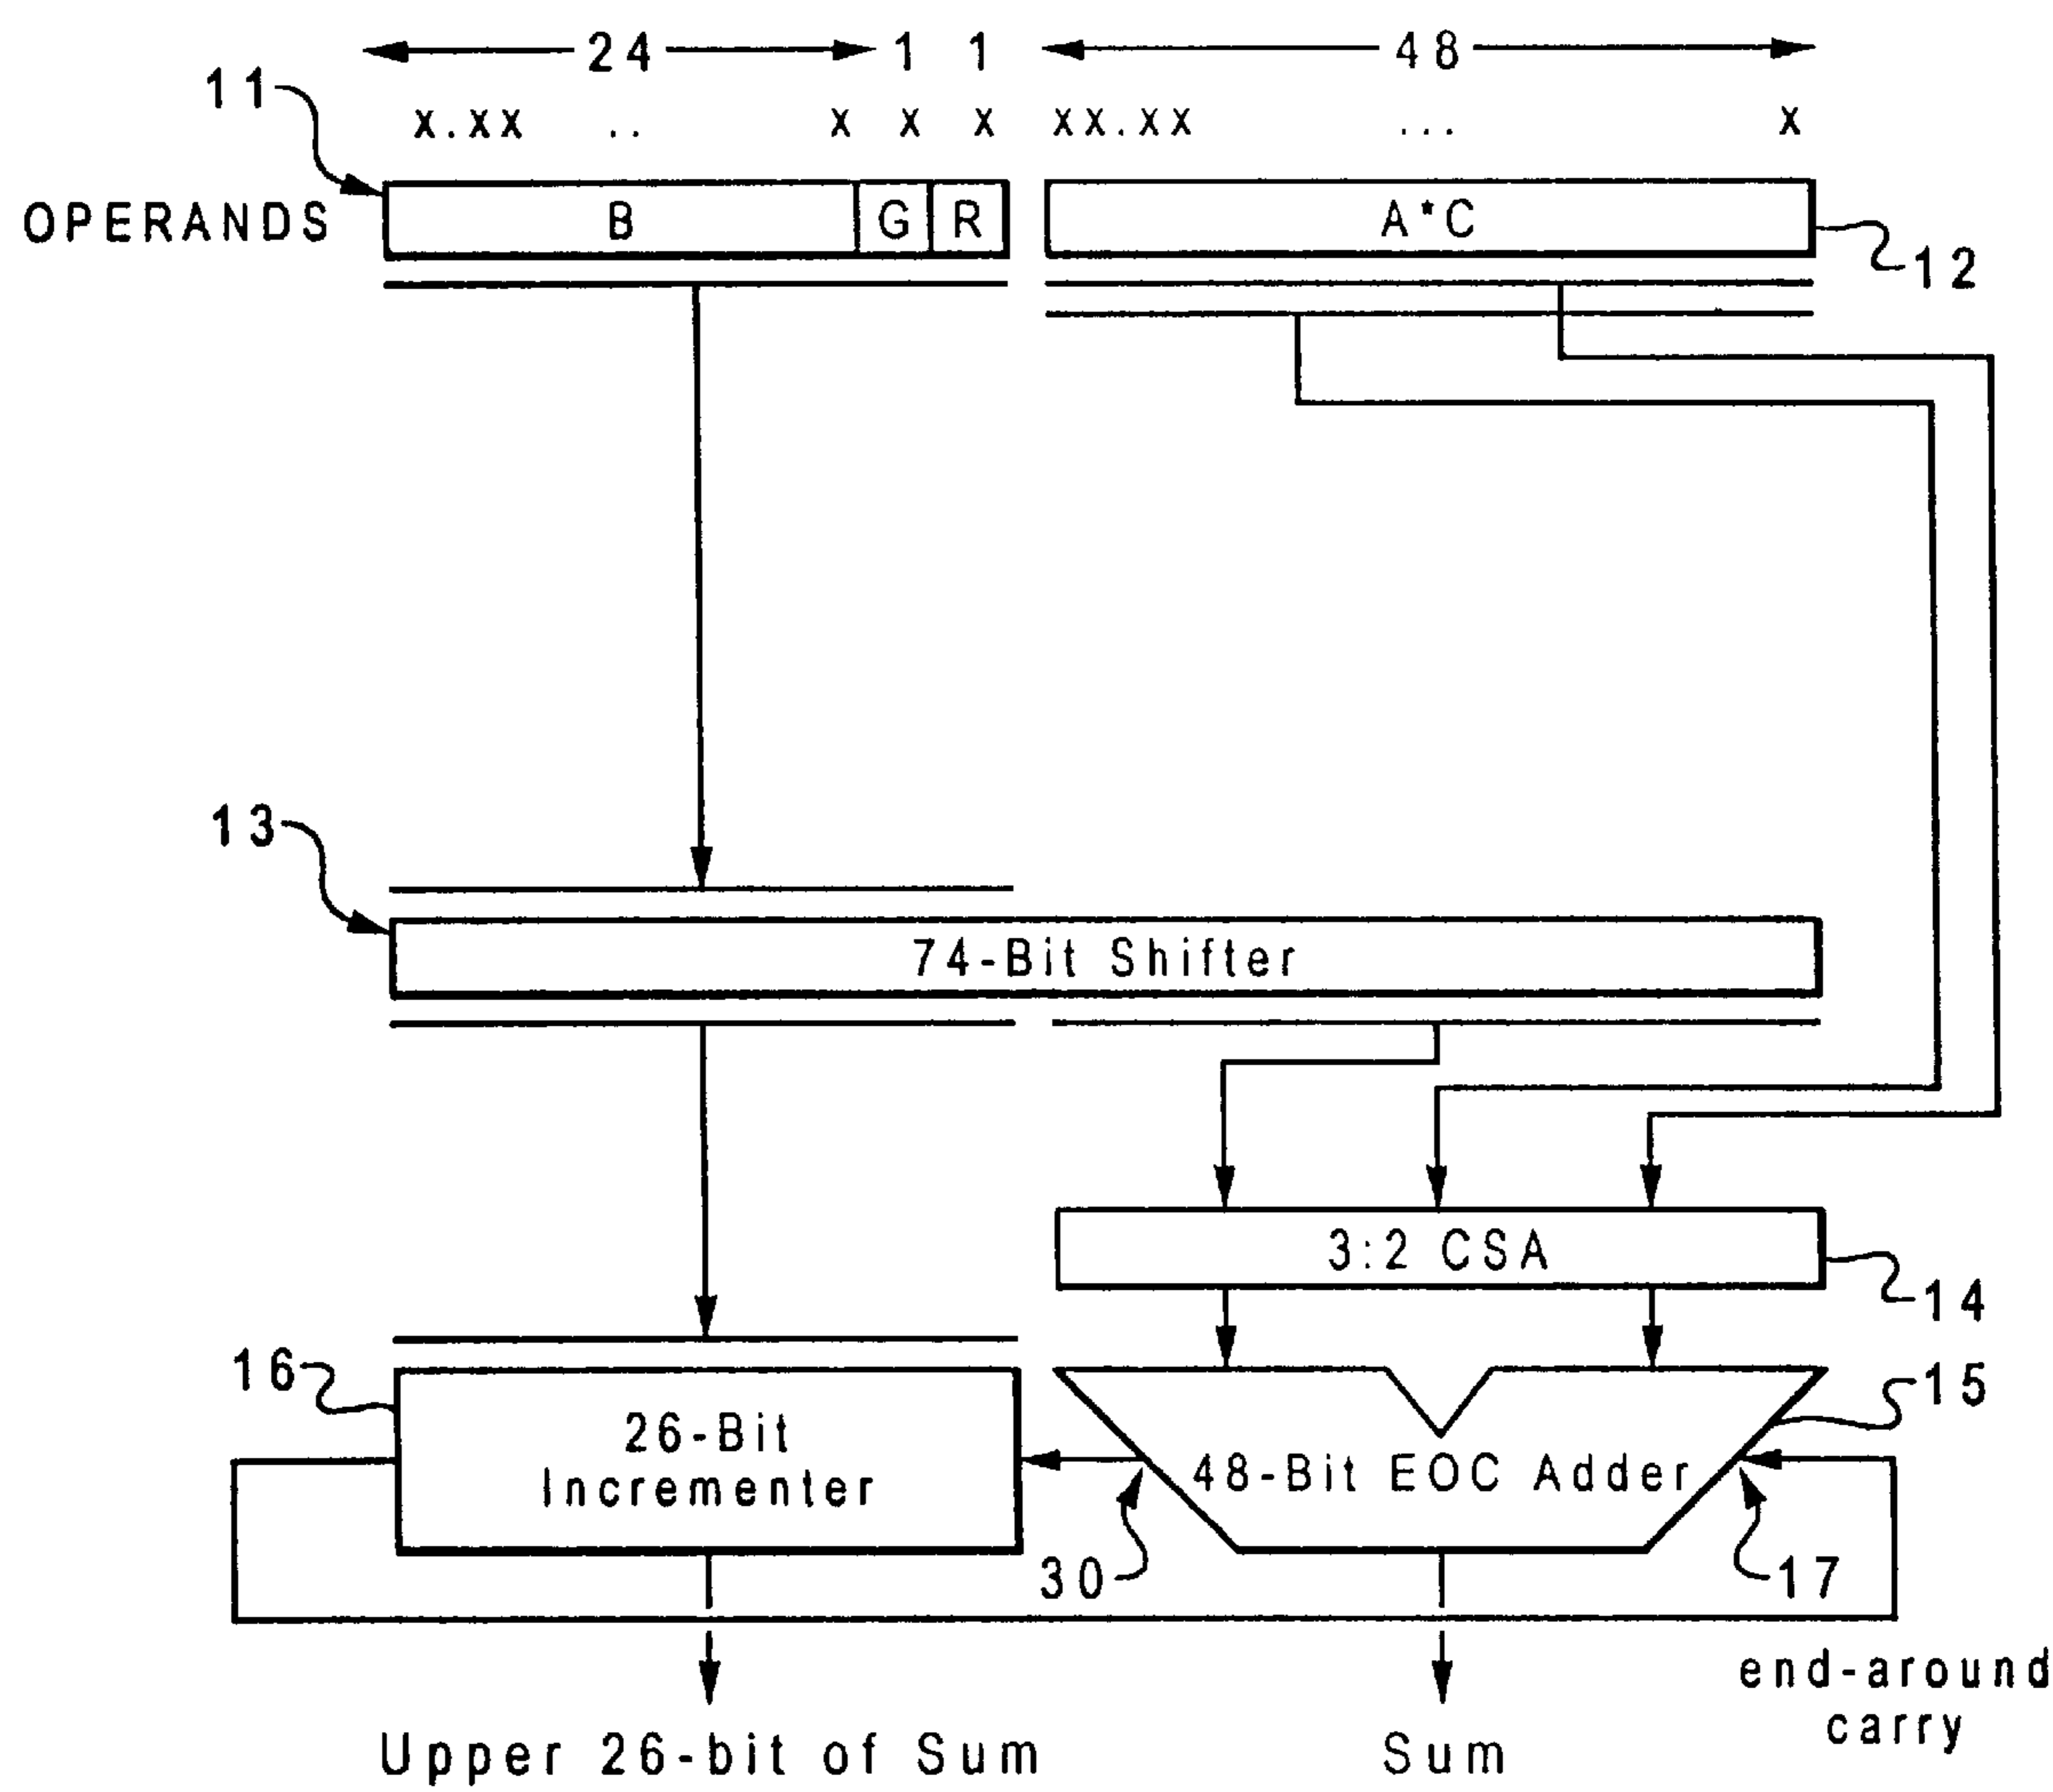 24 1 1 48
11
x.xx .. x x x xx.xx ... x
OPERANDS B G R A*C
12
13
74-Bit Shifter
3:2 CSA
14
16
15
26-Bit
Incrementer
48-Bit EOC Adder
30
17
end-around
carry
Upper 26-bit of Sum
Sum